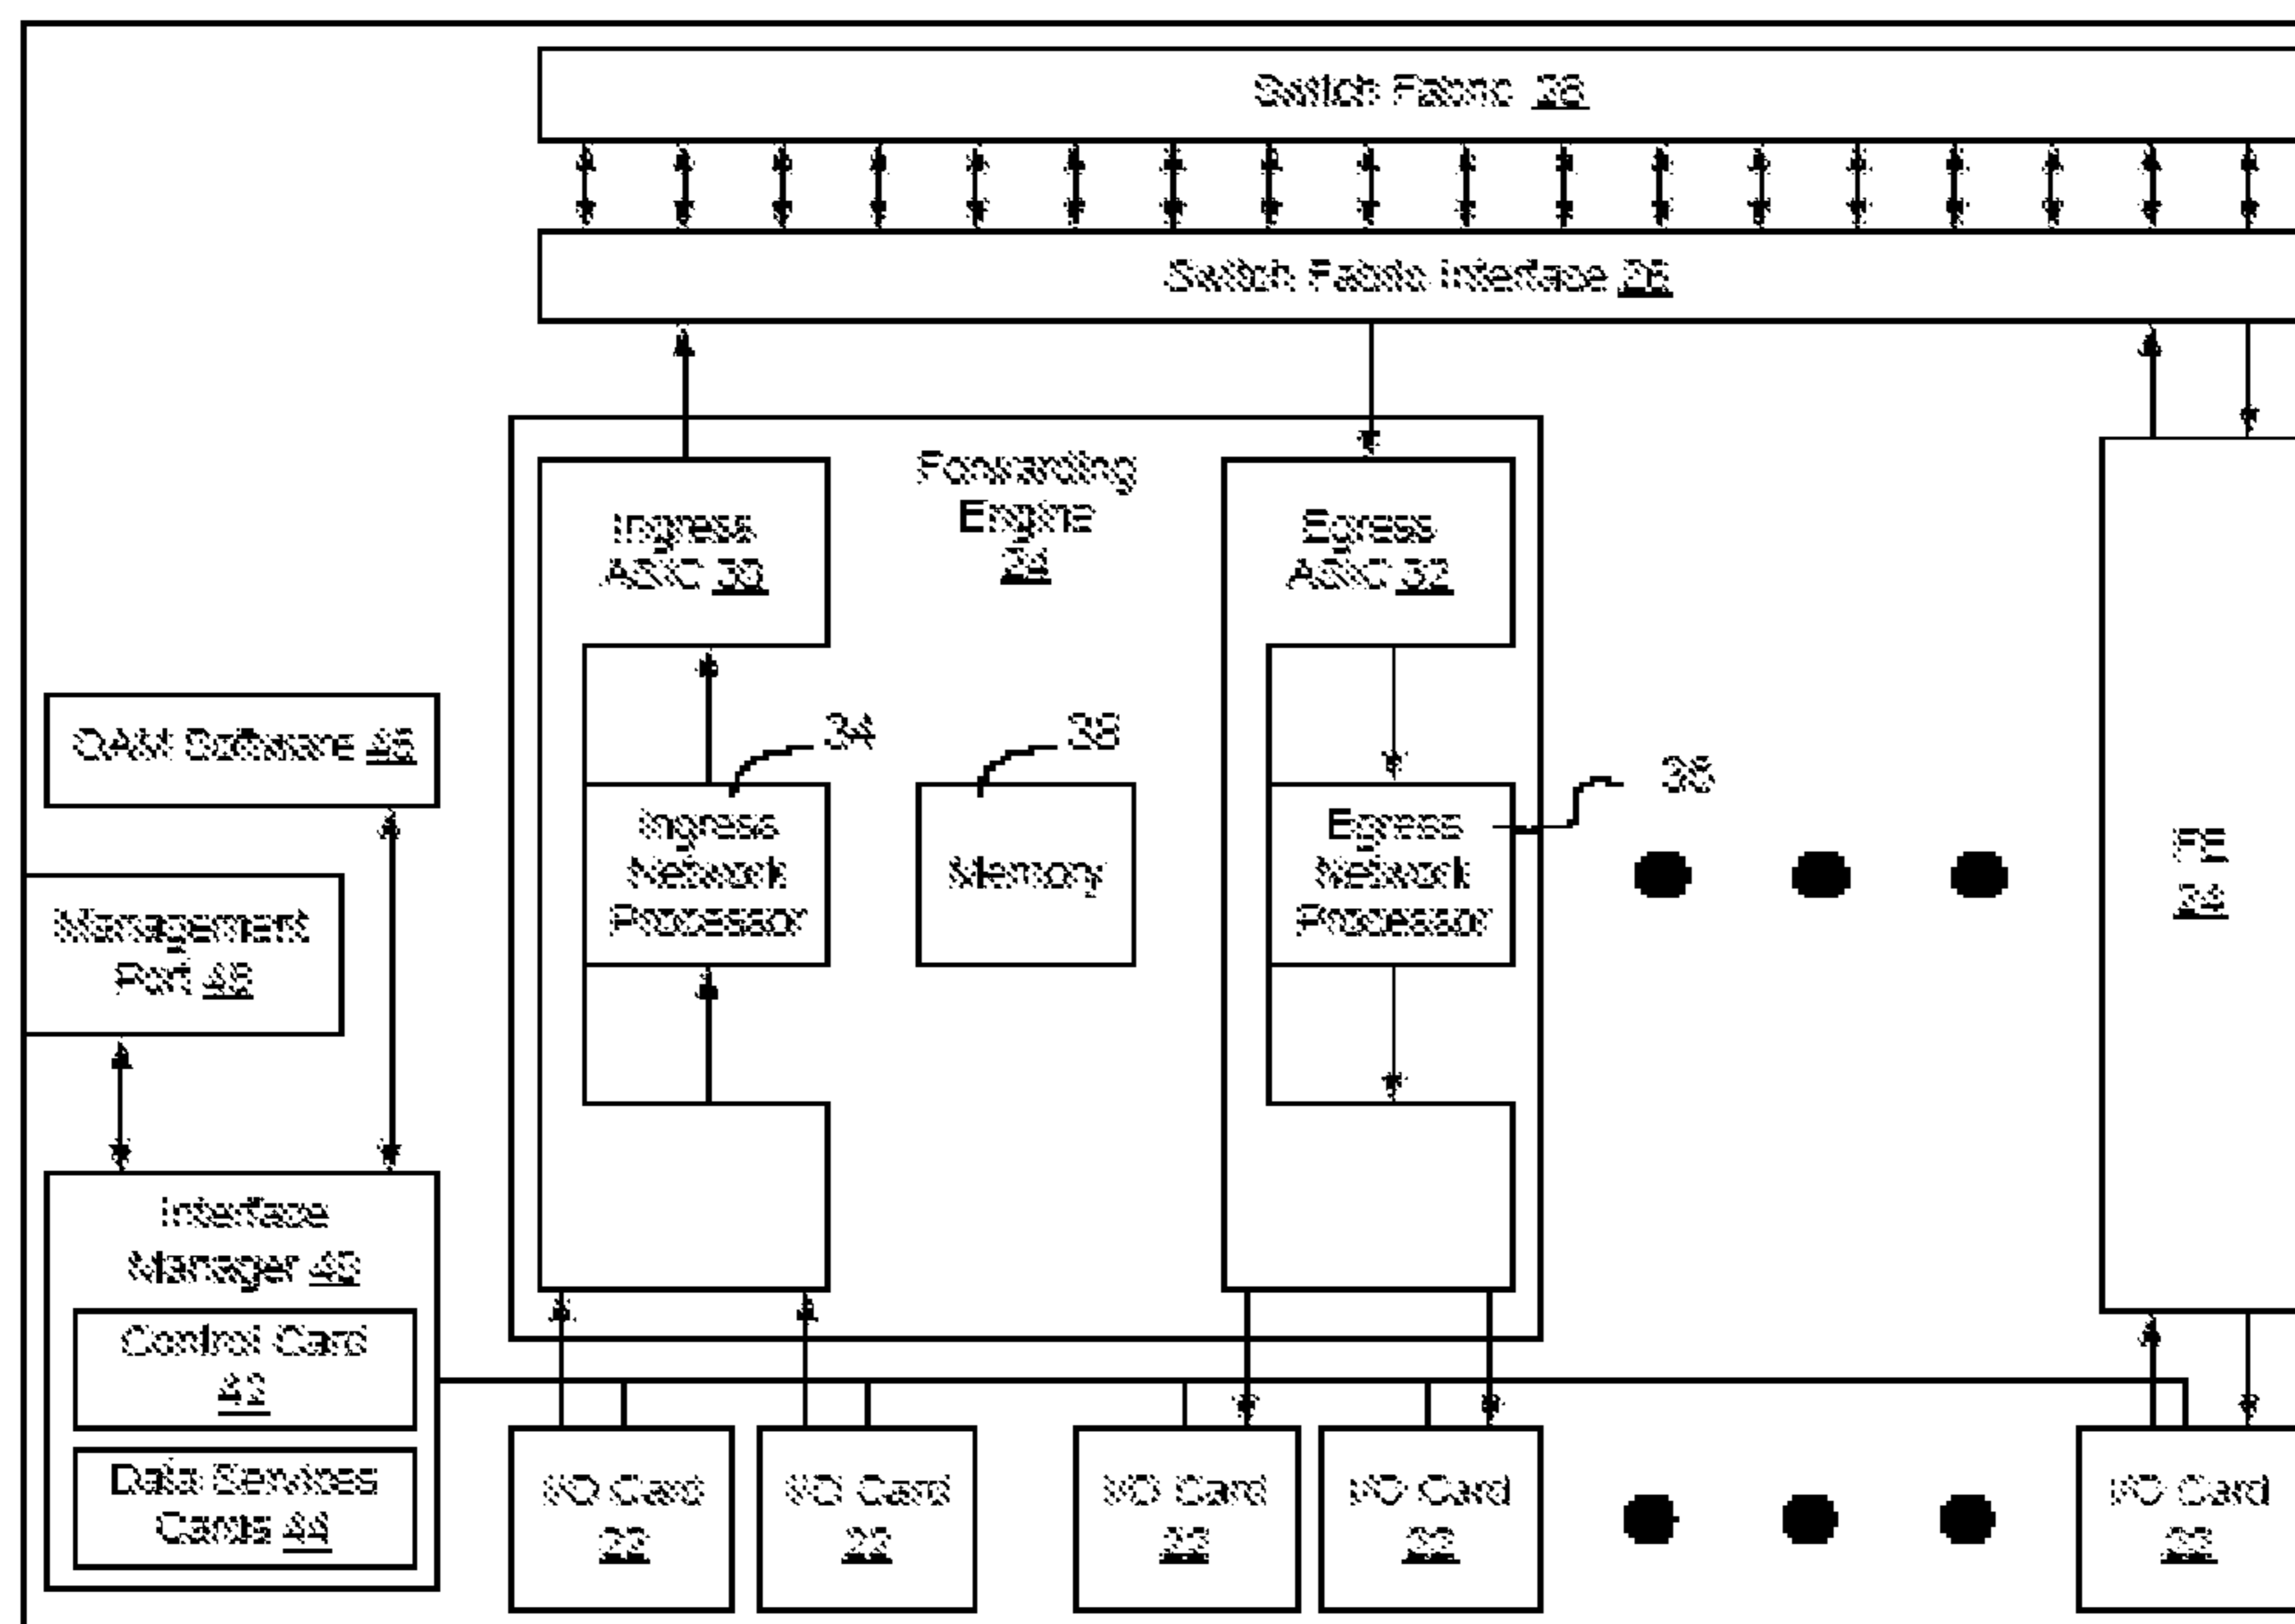 Switch Fabric 26
Switch Fabric Interface 28
Forwarding
Engine
24
Ingress
ASIC 30
Egress
ASIC 32
OAM Software 46
34
38
36
Ingress
Network
Processor
Memory
Egress
Network
Processor
FE
24
Management
Port 48
Interface
Manager 40
Control Card
42
Data Services
Cards 44
I/O Card
22
I/O Card
22
I/O Card
22
I/O Card
22
I/O Card
22